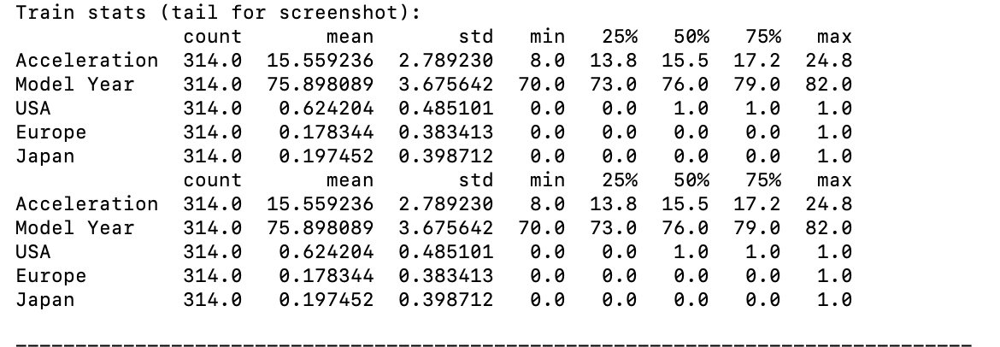 Train stats (tail for screenshot):
              count       mean       std   min   25%   50%   75%   max
Acceleration  314.0  15.559236  2.789230   8.0  13.8  15.5  17.2  24.8
Model Year    314.0  75.898089  3.675642  70.0  73.0  76.0  79.0  82.0
USA           314.0   0.624204  0.485101   0.0   0.0   1.0   1.0   1.0
Europe        314.0   0.178344  0.383413   0.0   0.0   0.0   0.0   1.0
Japan         314.0   0.197452  0.398712   0.0   0.0   0.0   0.0   1.0
              count       mean       std   min   25%   50%   75%   max
Acceleration  314.0  15.559236  2.789230   8.0  13.8  15.5  17.2  24.8
Model Year    314.0  75.898089  3.675642  70.0  73.0  76.0  79.0  82.0
USA           314.0   0.624204  0.485101   0.0   0.0   1.0   1.0   1.0
Europe        314.0   0.178344  0.383413   0.0   0.0   0.0   0.0   1.0
Japan         314.0   0.197452  0.398712   0.0   0.0   0.0   0.0   1.0
--------------------------------------------------------------------------------